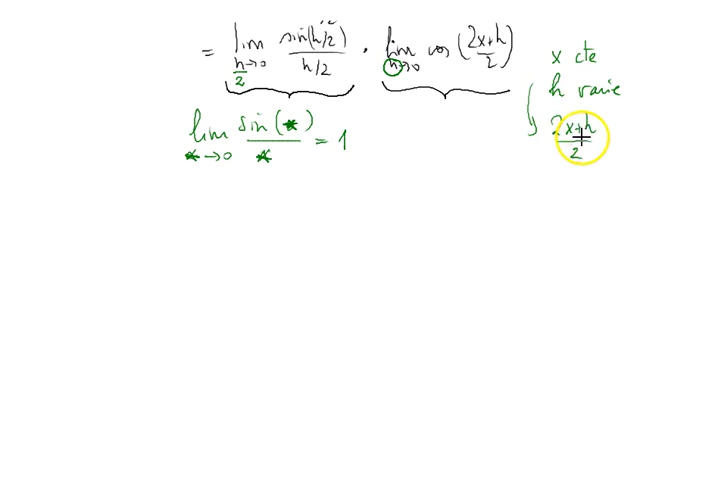 = lim h/2→0 sin(h/2)/(h/2) · lim h→0 cos(2x+h/2)
x cte
h varie
2x+h/2
lim *→0 sin(*)/* = 1